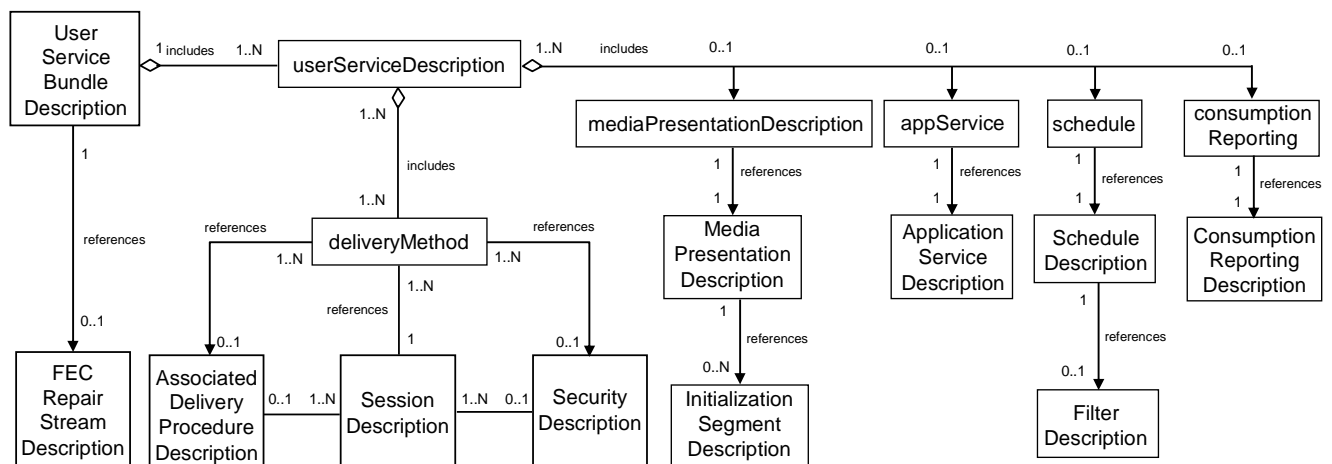 User
Service
Bundle
Description
1 includes
1..N
userServiceDescription
1..N
includes
0..1
0..1
0..1
0..1
mediaPresentationDescription
appService
schedule
consumption
Reporting
1..N
includes
1..N
1
references
0..1
1
references
1
1
references
1
1
references
1
1
references
1
Media
Presentation
Description
Application
Service
Description
Schedule
Description
Consumption
Reporting
Description
deliveryMethod
references
1..N
references
1..N
1..N
references
1
0..1
0..1
1
references
0..N
1
references
0..1
FEC
Repair
Stream
Description
Associated
Delivery
Procedure
Description
0..1
1..N
Session
Description
1..N
0..1
Security
Description
Initialization
Segment
Description
Filter
Description